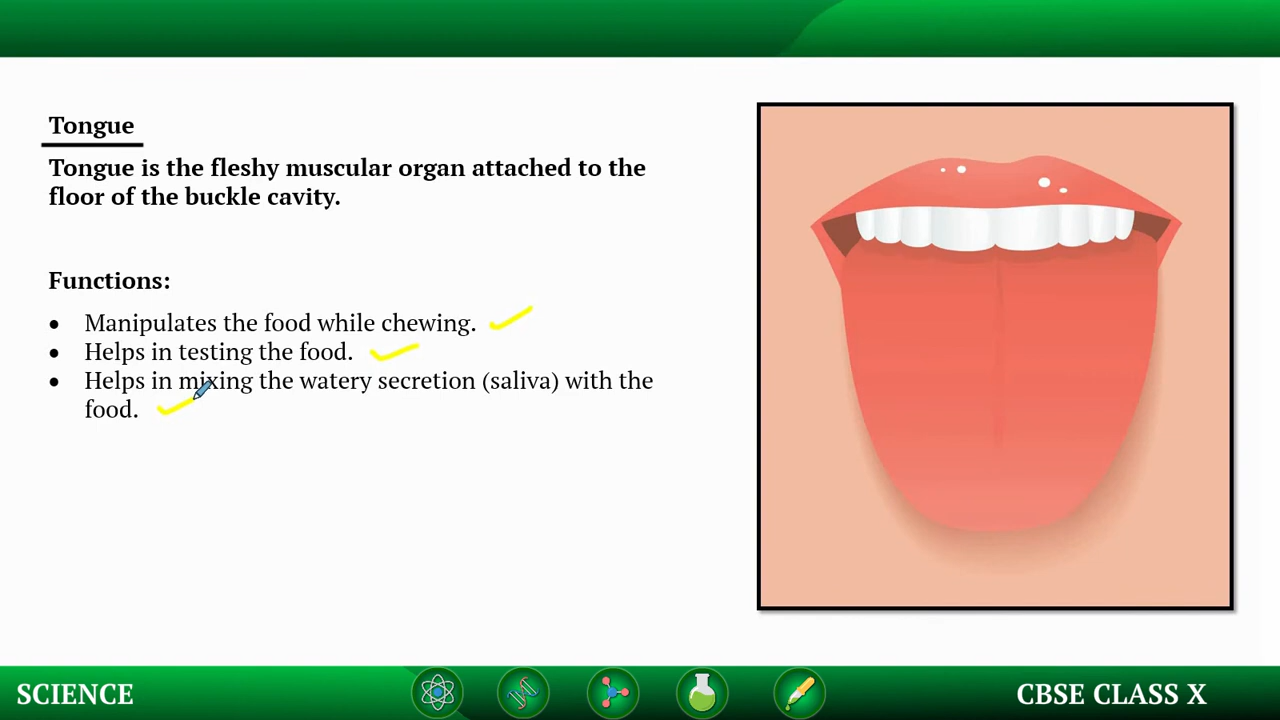 Tongue
Tongue is the fleshy muscular organ attached to the
floor of the buckle cavity.
Functions:
• Manipulates the food while chewing.
• Helps in testing the food.
• Helps in mixing the watery secretion (saliva) with the
food.
SCIENCE
CBSE CLASS X